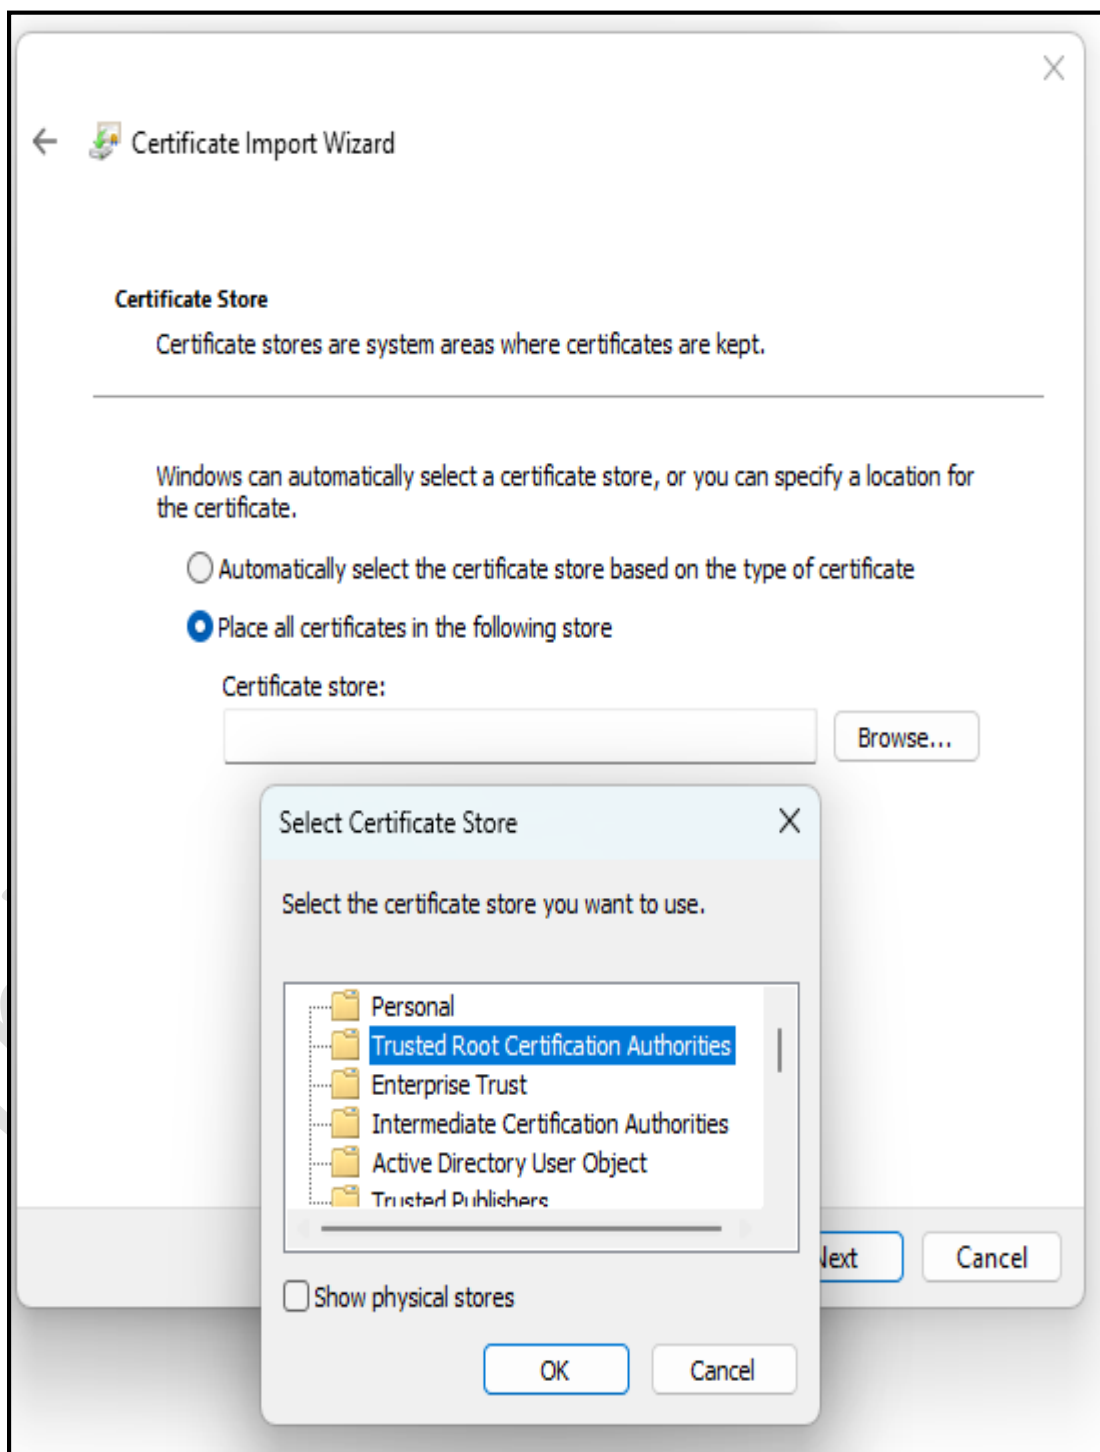 Certificate Import Wizard
Certificate Store
Certificate stores are system areas where certificates are kept.
Windows can automatically select a certificate store, or you can specify a location for
the certificate.
Automatically select the certificate store based on the type of certificate
Place all certificates in the following store
Certificate store:
Browse...
Select Certificate Store
Select the certificate store you want to use.
Personal
Trusted Root Certification Authorities
Enterprise Trust
Intermediate Certification Authorities
Active Directory User Object
Trusted Publishers
Next
Cancel
Show physical stores
OK
Cancel